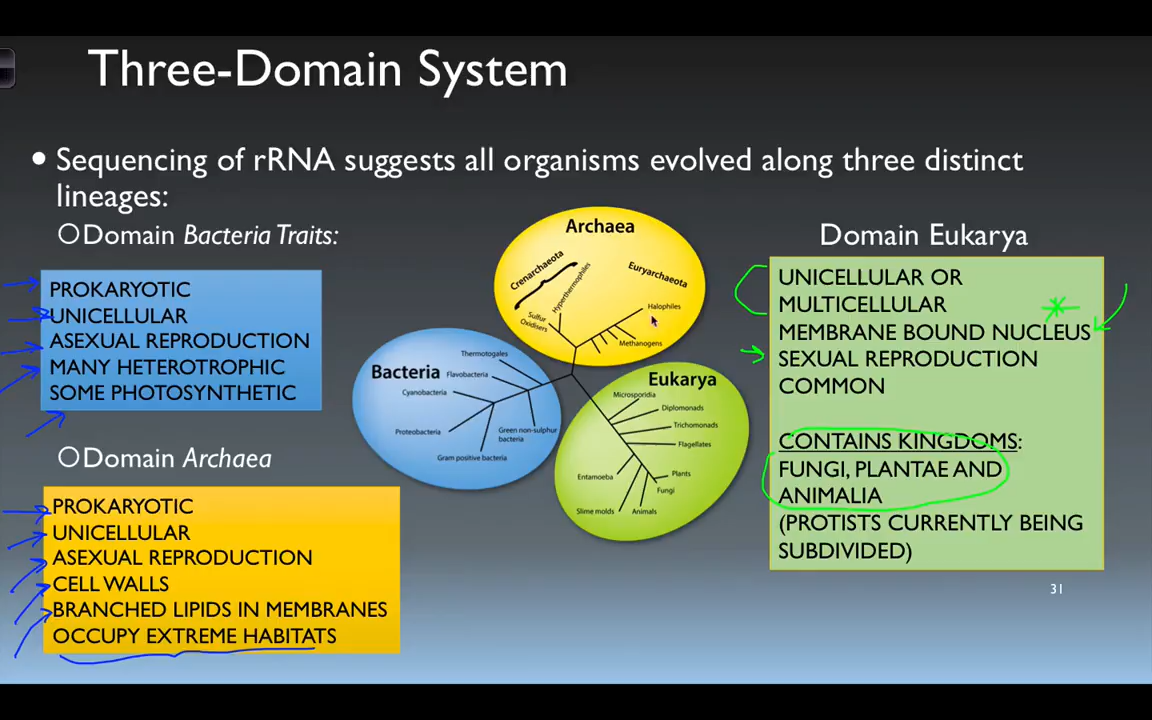 Three-Domain System
• Sequencing of rRNA suggests all organisms evolved along three distinct
lineages:
Domain Bacteria Traits:
PROKARYOTIC
UNICELLULAR
ASEXUAL REPRODUCTION
MANY HETEROTROPHIC
SOME PHOTOSYNTHETIC
Domain Archaea
PROKARYOTIC
UNICELLULAR
ASEXUAL REPRODUCTION
CELL WALLS
BRANCHED LIPIDS IN MEMBRANES
OCCUPY EXTREME HABITATS
Archaea
Crenarchaeota
Euryarchaeota
Hyperthermophiles
Sulfur
Oxidisers
Halophiles
Methanogens
Bacteria
Thermotogales
Flavobacteria
Cyanobacteria
Proteobacteria
Green non-sulphur
bacteria
Gram positive bacteria
Eukarya
Microsporidia
Diplomonads
Trichomonads
Flagellates
Entamoeba
Plants
Fungi
Slime molds
Animals
Domain Eukarya
UNICELLULAR OR
MULTICELLULAR
MEMBRANE BOUND NUCLEUS
SEXUAL REPRODUCTION
COMMON
CONTAINS KINGDOMS:
FUNGI, PLANTAE AND
ANIMALIA
(PROTISTS CURRENTLY BEING
SUBDIVIDED)
31